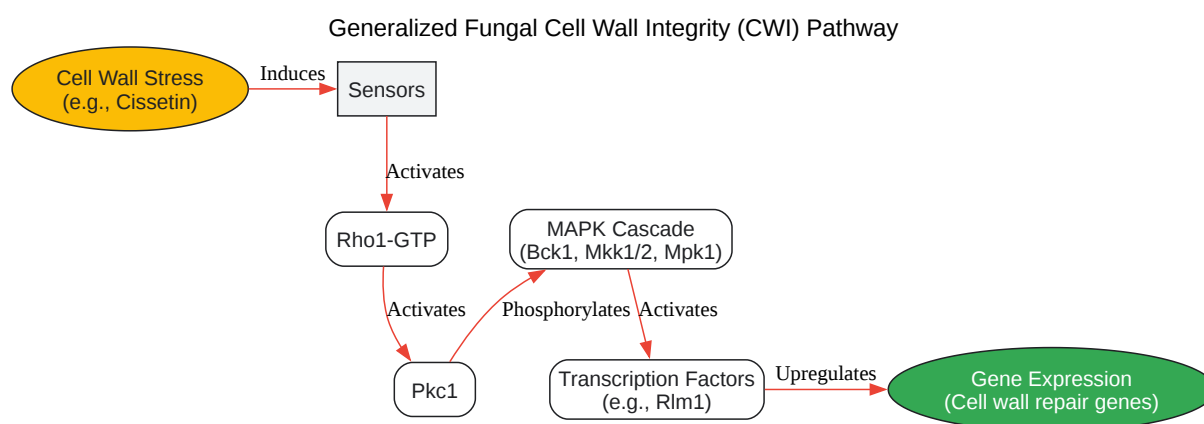 Generalized Fungal Cell Wall Integrity (CWI) Pathway
Cell Wall Stress
(e.g., Cissetin)
Induces
Sensors
Activates
Rho1-GTP
Activates
Pkc1
Phosphorylates
MAPK Cascade
(Bck1, Mkk1/2, Mpk1)
Activates
Transcription Factors
(e.g., Rlm1)
Upregulates
Gene Expression
(Cell wall repair genes)